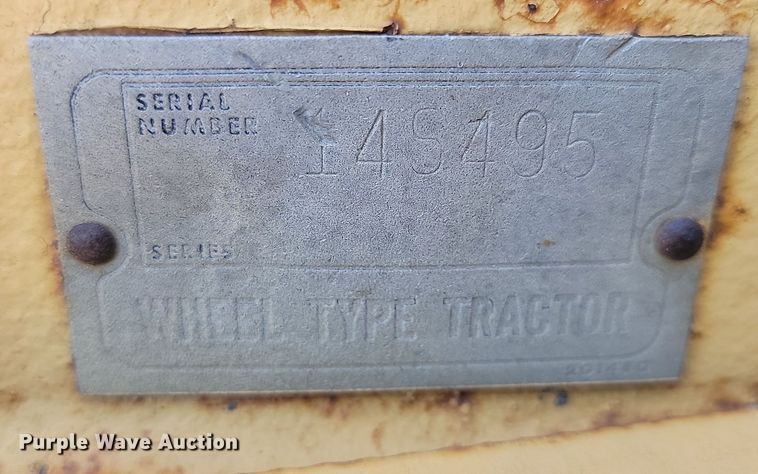 SERIAL
NUMBER
14S495
SERIES
WHEEL TYPE TRACTOR
Purple Wave Auction